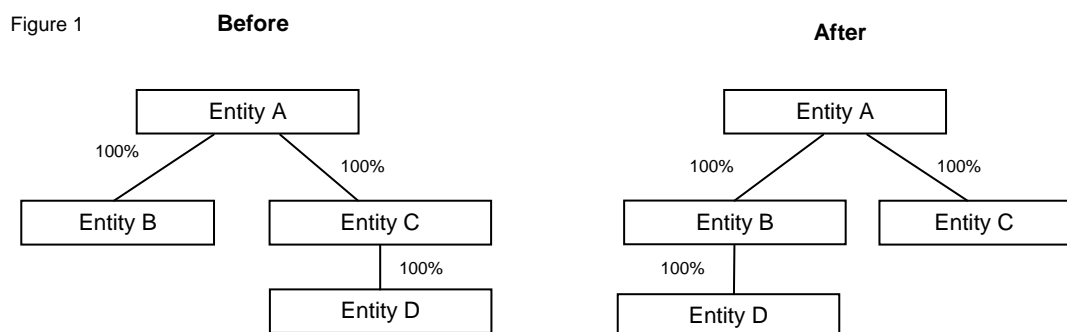 Figure 1
Before
After
Entity A
100%
100%
Entity B
Entity C
100%
Entity D
Entity A
100%
100%
Entity B
Entity C
100%
Entity D